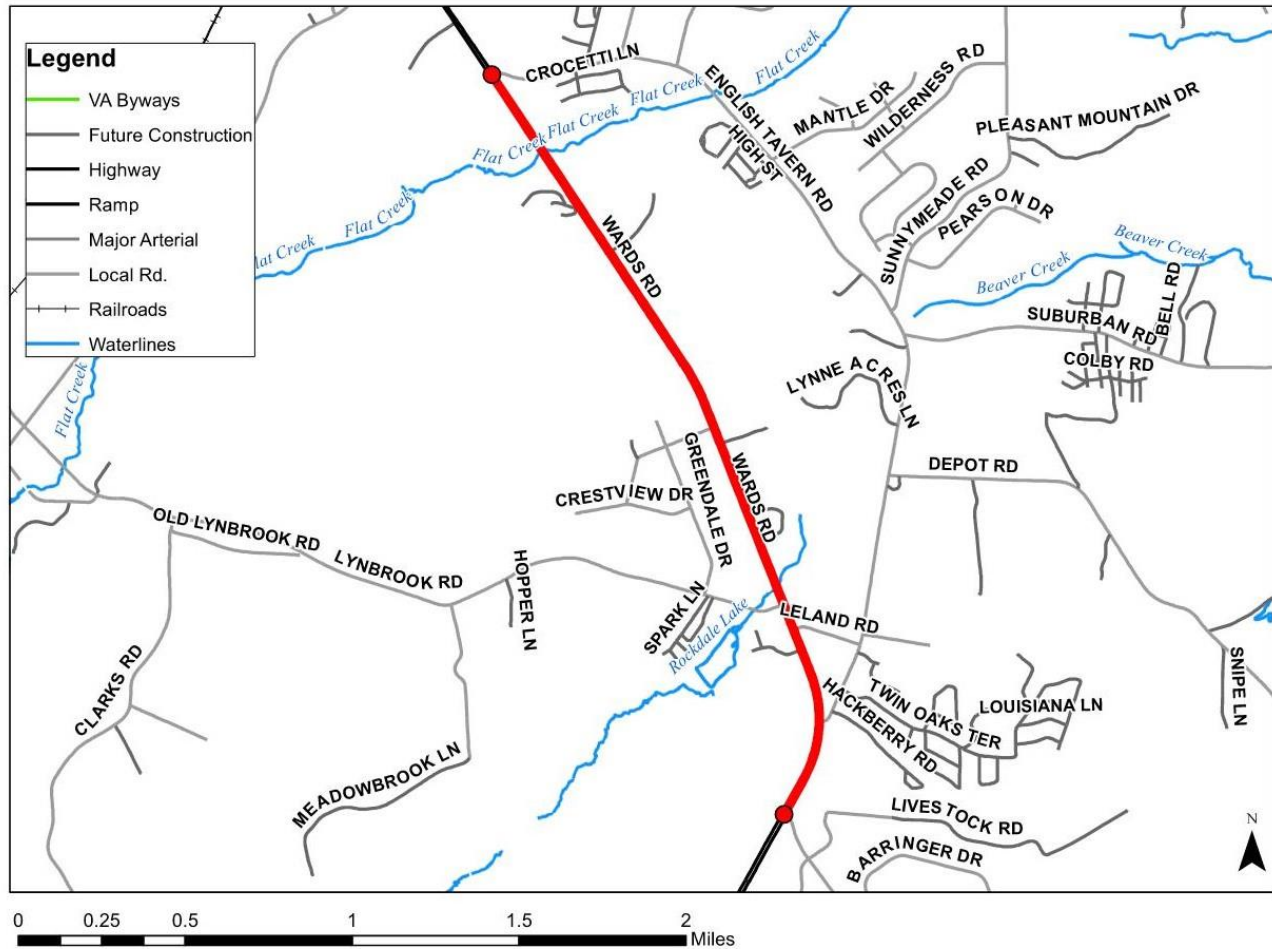 Legend
VA Byways
Future Construction
Highway
Ramp
Major Arterial
Local Rd.
Railroads
Waterlines
CROCETTI LN
Flat Creek
Flat Creek
Flat Creek
Flat Creek
Flat Creek
lat Creek
Flat Creek
ENGLISH TAVERN RD
MANTLE DR
WILDERNESS RD
HIGH ST
PLEASANT MOUNTAIN DR
SUNNYMEADE RD
PEARSON DR
WARDS RD
Beaver Creek
Beaver Creek
SUBURBAN RD
BELL RD
COLBY RD
LYNNE ACRES LN
GREENDALE DR
WARDS RD
CRESTVIEW DR
DEPOT RD
OLD LYNBROOK RD
LYNBROOK RD
HOPPER LN
SPARK LN
Rockdale Lake
LELAND RD
CLARKS RD
MEADOWBROOK LN
HACKBERRY RD
TWIN OAKS TER
LOUISIANA LN
SNIPE LN
LIVESTOCK RD
BARRINGER DR
N
0 0.25 0.5 1 1.5 2
Miles